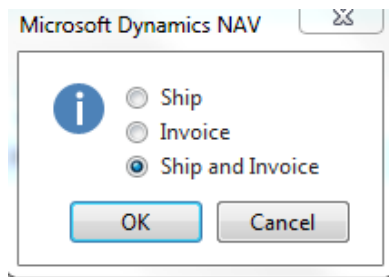 Microsoft Dynamics NAV
Ship
Invoice
Ship and Invoice
OK Cancel